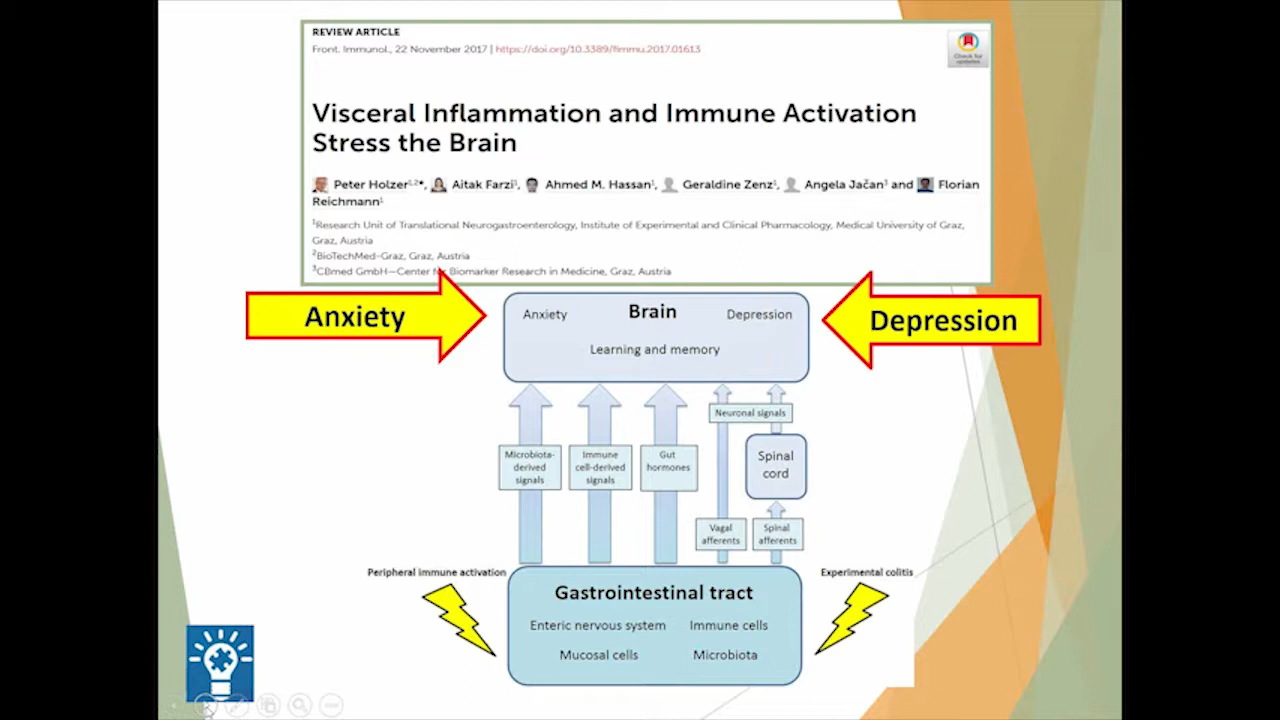 REVIEW ARTICLE
Front. Immunol., 22 November 2017 | https://doi.org/10.3389/fimmu.2017.01613
Check for
updates
Visceral Inflammation and Immune Activation
Stress the Brain
Peter Holzer1,2*, Aitak Farzi1, Ahmed M. Hassan1, Geraldine Zenz1, Angela Jačan3 and Florian
Reichmann1
1Research Unit of Translational Neurogastroenterology, Institute of Experimental and Clinical Pharmacology, Medical University of Graz,
Graz, Austria
2BioTechMed-Graz, Graz, Austria
3CBmed GmbH—Center for Biomarker Research in Medicine, Graz, Austria
Anxiety
Depression
Anxiety Brain Depression
Learning and memory
Neuronal signals
Microbiota-
derived
signals
Immune
cell-derived
signals
Gut
hormones
Spinal
cord
Vagal
afferents
Spinal
afferents
Peripheral immune activation
Experimental colitis
Gastrointestinal tract
Enteric nervous system Immune cells
Mucosal cells Microbiota